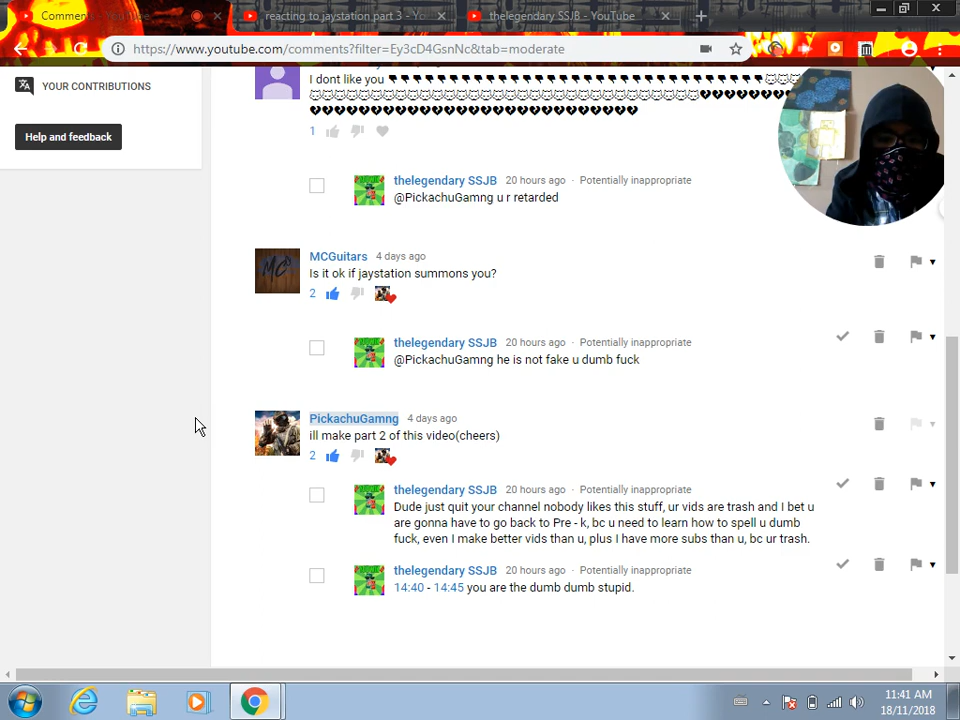 Comments - YouTube
reacting to jaystation part 3 - Yo
thelegendary SSJB - YouTube
https://www.youtube.com/comments?filter=Ey3cD4GsnNc&tab=moderate
YOUR CONTRIBUTIONS
Help and feedback
I dont like you
1
thelegendary SSJB 20 hours ago · Potentially inappropriate
@PickachuGamng u r retarded
MCGuitars 4 days ago
Is it ok if jaystation summons you?
2
thelegendary SSJB 20 hours ago · Potentially inappropriate
@PickachuGamng he is not fake u dumb fuck
PickachuGamng 4 days ago
ill make part 2 of this video(cheers)
2
thelegendary SSJB 20 hours ago · Potentially inappropriate
Dude just quit your channel nobody likes this stuff, ur vids are trash and I bet u
are gonna have to go back to Pre - k, bc u need to learn how to spell u dumb
fuck, even I make better vids than u, plus I have more subs than u, bc ur trash.
thelegendary SSJB 20 hours ago · Potentially inappropriate
14:40 - 14:45 you are the dumb dumb stupid.
11:41 AM
18/11/2018